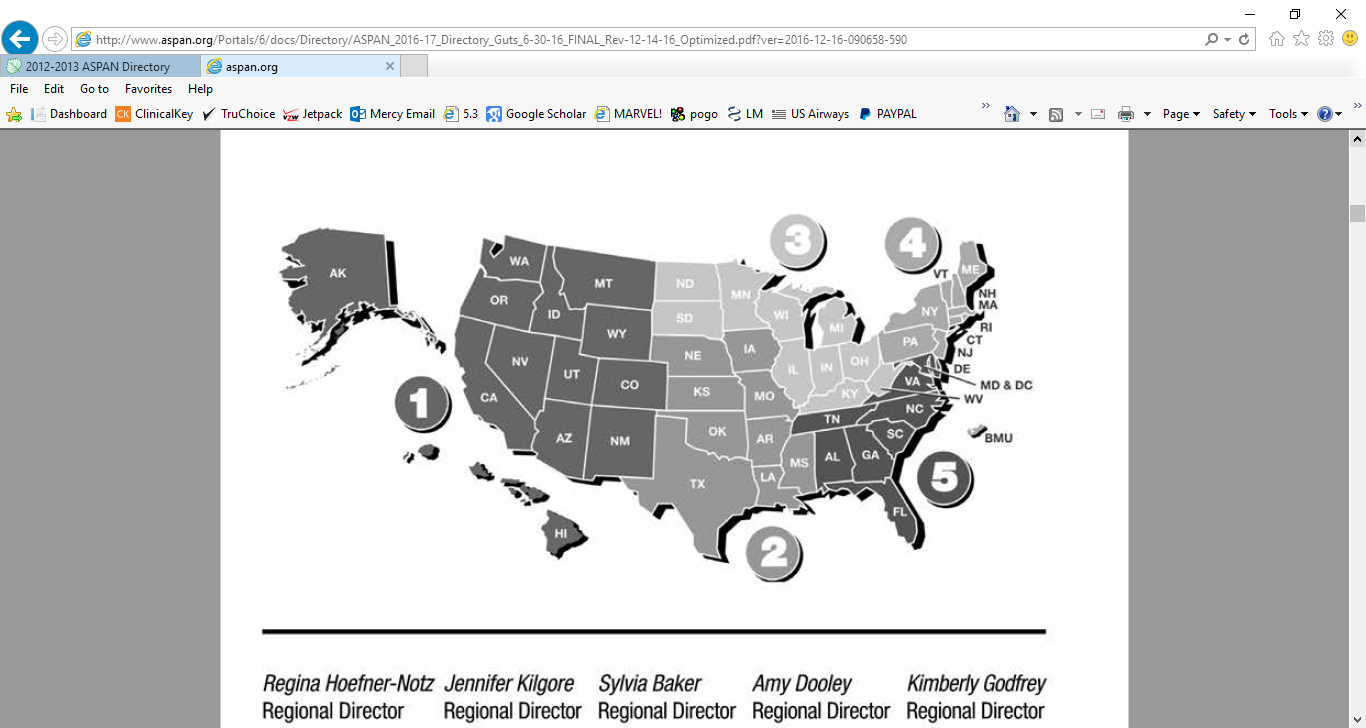 http://www.aspan.org/Portals/6/docs/Directory/ASPAN_2016-17_Directory_Guts_6-30-16_FINAL_Rev-12-14-16_Optimized.pdf?ver=2016-12-16-090658-590
2012-2013 ASPAN Directory aspan.org
File Edit Go to Favorites Help
Dashboard CK ClinicalKey TruChoice vzw Jetpack Mercy Email 5.3 Google Scholar MARVEL! pogo LM US Airways PAYPAL Page Safety Tools
3 4
AK WA MT ND MN VT ME
OR ID SD WI MI NY NH
MA
WY RI
NV NE IA PA CT
NJ
UT CO IL IN OH DE
CA KS MO KY VA MD & DC
1 WV
AZ NM OK AR TN NC
SC BMU
TX LA MS AL GA
5
HI FL
2
Regina Hoefner-Notz Jennifer Kilgore Sylvia Baker Amy Dooley Kimberly Godfrey
Regional Director Regional Director Regional Director Regional Director Regional Director